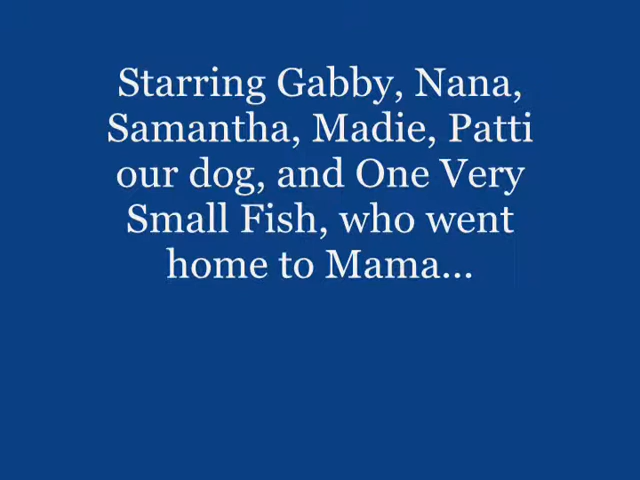 Starring Gabby, Nana,
Samantha, Madie, Patti
our dog, and One Very
Small Fish, who went
home to Mama...